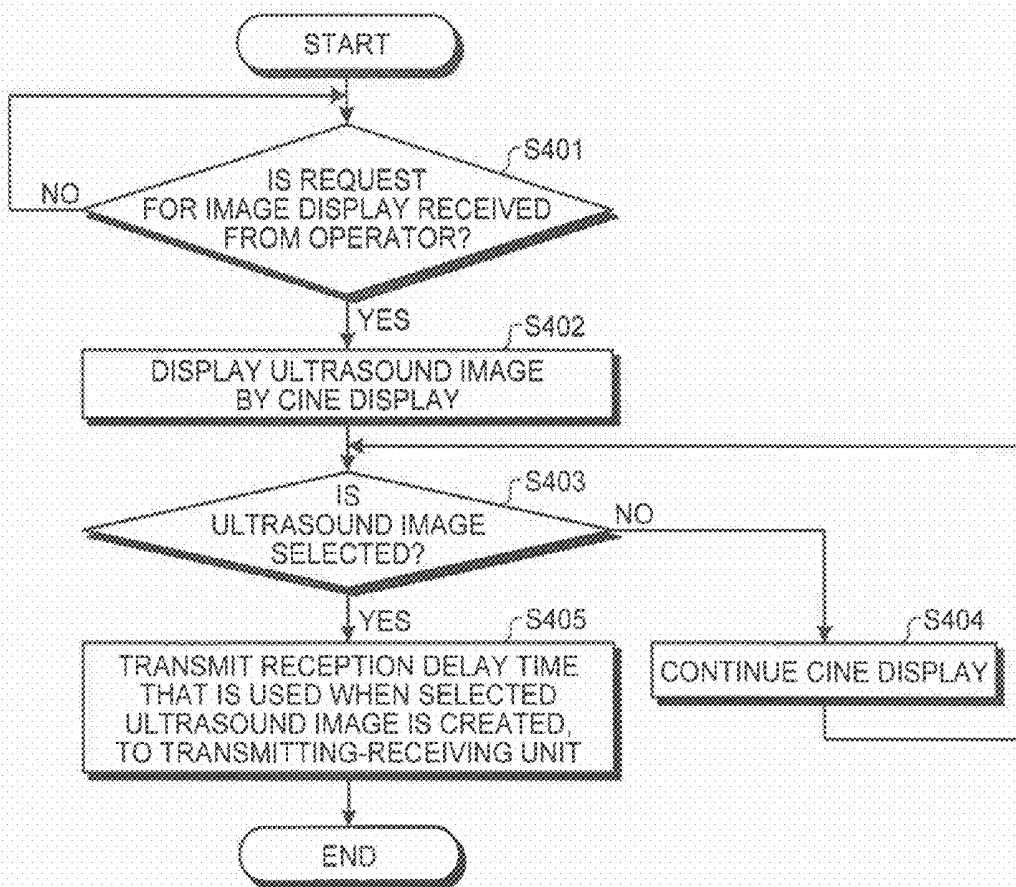 START
S401
IS REQUEST
FOR IMAGE DISPLAY RECEIVED
FROM OPERATOR?
NO
YES
S402
DISPLAY ULTRASOUND IMAGE
BY CINE DISPLAY
S403
IS
ULTRASOUND IMAGE
SELECTED?
NO
YES
S404
CONTINUE CINE DISPLAY
S405
TRANSMIT RECEPTION DELAY TIME
THAT IS USED WHEN SELECTED
ULTRASOUND IMAGE IS CREATED,
TO TRANSMITTING-RECEIVING UNIT
END